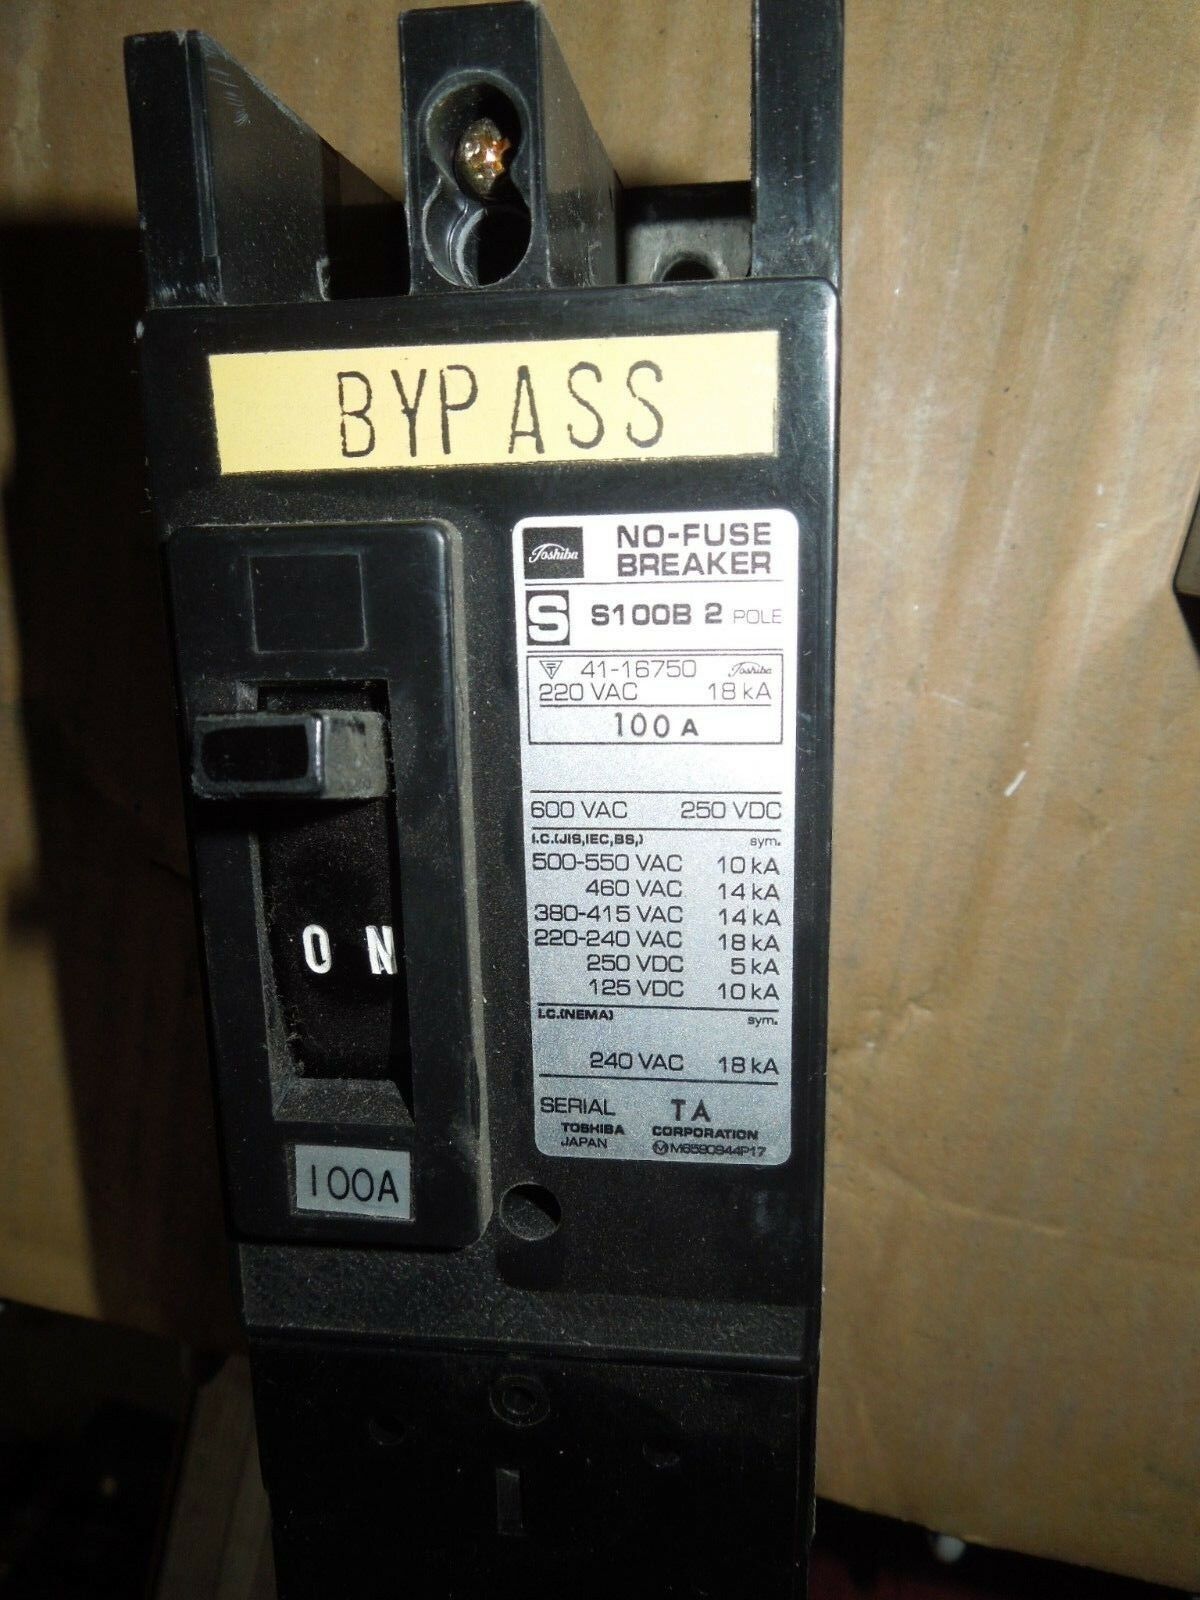 BYPASS
Toshiba
NO-FUSE
BREAKER
S S100B 2 POLE
T 41-16750 Toshiba
220 VAC 18 kA
100 A
600 VAC 250 VDC
I.C.(JIS,IEC,BS,) sym.
500-550 VAC 10 kA
460 VAC 14 kA
380-415 VAC 14 kA
220-240 VAC 18 kA
250 VDC 5 kA
125 VDC 10 kA
I.C.(NEMA) sym.
240 VAC 18 kA
SERIAL TA
TOSHIBA CORPORATION
JAPAN M M6590944P17
ON
100A